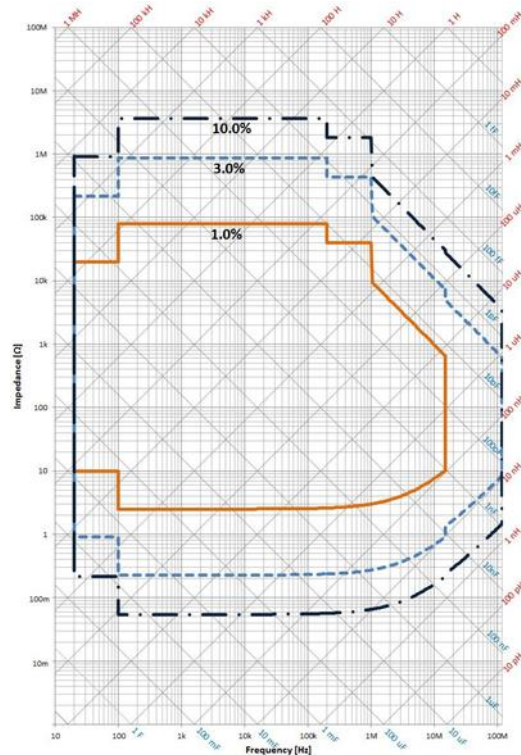 1 MH
100 kH
10 kH
1 kH
100 H
10 H
1 H
100 mH
100M
10M
1M
100k
10k
1k
100
10
1
100m
10m
10.0%
3.0%
1.0%
10 mH
1 fF
1 mH
10fF
100 uH
100 fF
10 uH
1pF
1 uH
10pF
100 nH
100pF
10 nH
1nF
1 nH
10nF
100 pH
100 nF
10 pH
1uF
Impedance [Ω]
10
100
1k
10k
100k
1M
10M
100M
1 F
100 mF
10 mF
1 mF
100 uF
10 uF
Frequency [Hz]